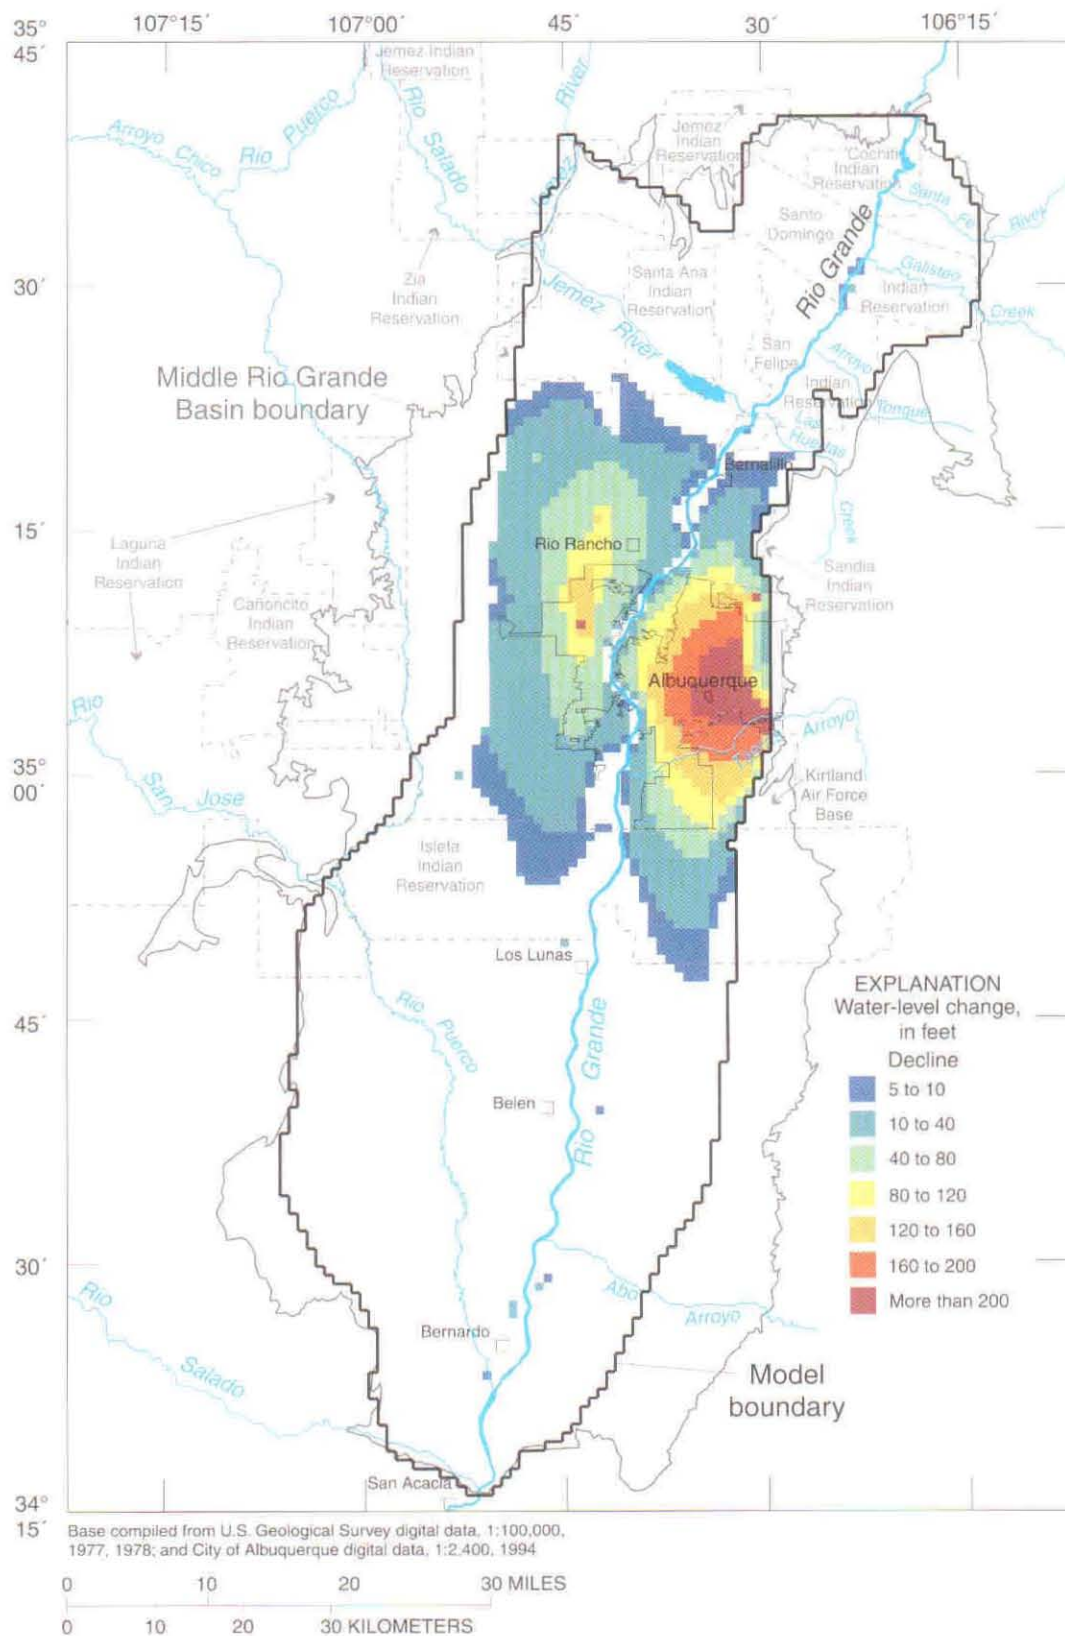 35°
45´
107°15´
107°00´
45´
30´
106°15´
Jemez Indian
Reservation
River
Rio Puerco
Arroyo Chico
Rio Salado
Jemez
Jemez
Indian
Reservation
Cochiti
Indian
Reservation
Santa Fe River
Santo
Domingo
Rio Grande
30´
Zia
Indian
Reservation
Santa Ana
Indian
Reservation
Galisteo
Creek
Indian
Reservation
Jemez River
San
Felipe
Indian
Reservation
Arroyo
Tonque
Middle Rio Grande
Basin boundary
Las
Huertas
Creek
Bernalillo
15´
Laguna
Indian
Reservation
Rio Rancho
Sandia
Indian
Reservation
Cañoncito
Indian
Reservation
Albuquerque
Arroyo
Rio
San Jose
35°
00´
Kirtland
Air Force
Base
Isleta
Indian
Reservation
Los Lunas
45´
Rio Puerco
Rio Grande
Belen
EXPLANATION
Water-level change,
in feet
Decline
5 to 10
10 to 40
40 to 80
80 to 120
120 to 160
160 to 200
More than 200
30´
Rio
Salado
Abo
Arroyo
Bernardo
Model
boundary
San Acacia
34°
15´
Base compiled from U.S. Geological Survey digital data, 1:100,000,
1977, 1978; and City of Albuquerque digital data, 1:2,400, 1994
0 10 20 30 MILES
0 10 20 30 KILOMETERS